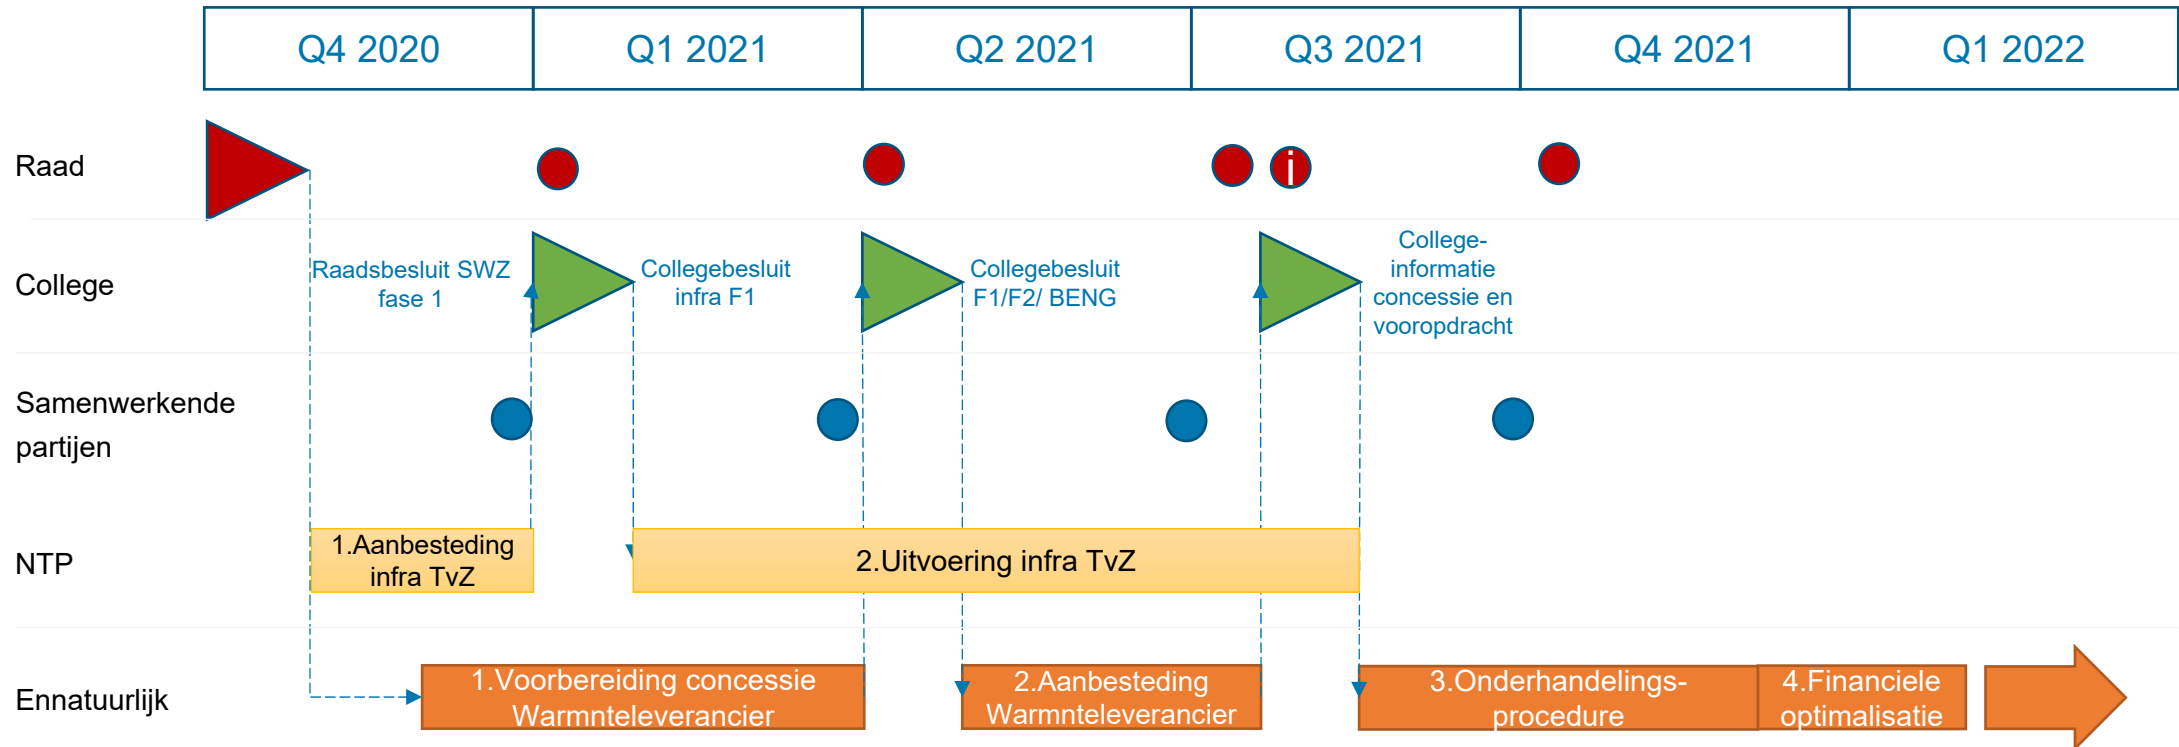 Q4 2020
Q1 2021
Q2 2021
Q3 2021
Q4 2021
Q1 2022
Raad
i
College
Raadsbesluit SWZ
fase 1
Collegebesluit
infra F1
Collegebesluit
F1/F2/ BENG
College-
informatie
concessie en
vooropdracht
Samenwerkende
partijen
NTP
1.Aanbesteding
infra TvZ
2.Uitvoering infra TvZ
Ennatuurlijk
1.Voorbereiding concessie
Warmnteleverancier
2.Aanbesteding
Warmnteleverancier
3.Onderhandelings-
procedure
4.Financiele
optimalisatie